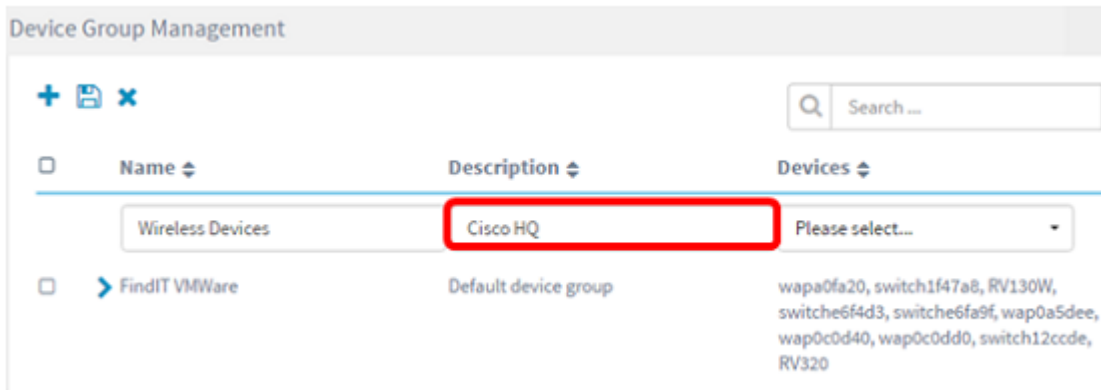 Device Group Management
Search ...
Name Description Devices
Wireless Devices Cisco HQ Please select...
FindIT VMWare Default device group wapa0fa20, switch1f47a8, RV130W,
switche6f4d3, switche6fa9f, wap0a5dee,
wap0c0d40, wap0c0dd0, switch12ccde,
RV320